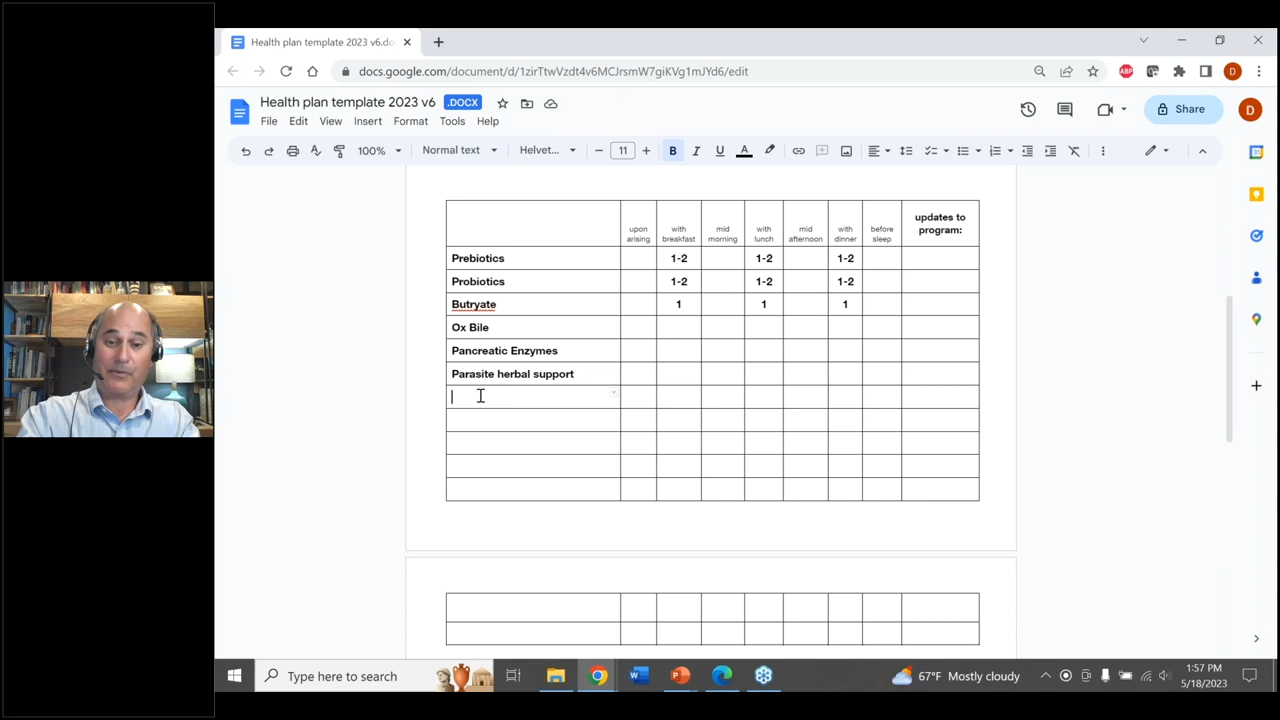 Health plan template 2023 v6.do
docs.google.com/document/d/1zirTtwVzdt4v6MCJrsmW7giKVg1mJYd6/edit
ABP
D
Health plan template 2023 v6 .DOCX
File Edit View Insert Format Tools Help
Share
D
100% Normal text Helvet... 11 B I U A
31
upon arising
with breakfast
mid morning
with lunch
mid afternoon
with dinner
before sleep
updates to program:
Prebiotics 1-2 1-2 1-2
Probiotics 1-2 1-2 1-2
Butryate 1 1 1
Ox Bile
Pancreatic Enzymes
Parasite herbal support
Type here to search
67°F Mostly cloudy
1:57 PM
5/18/2023